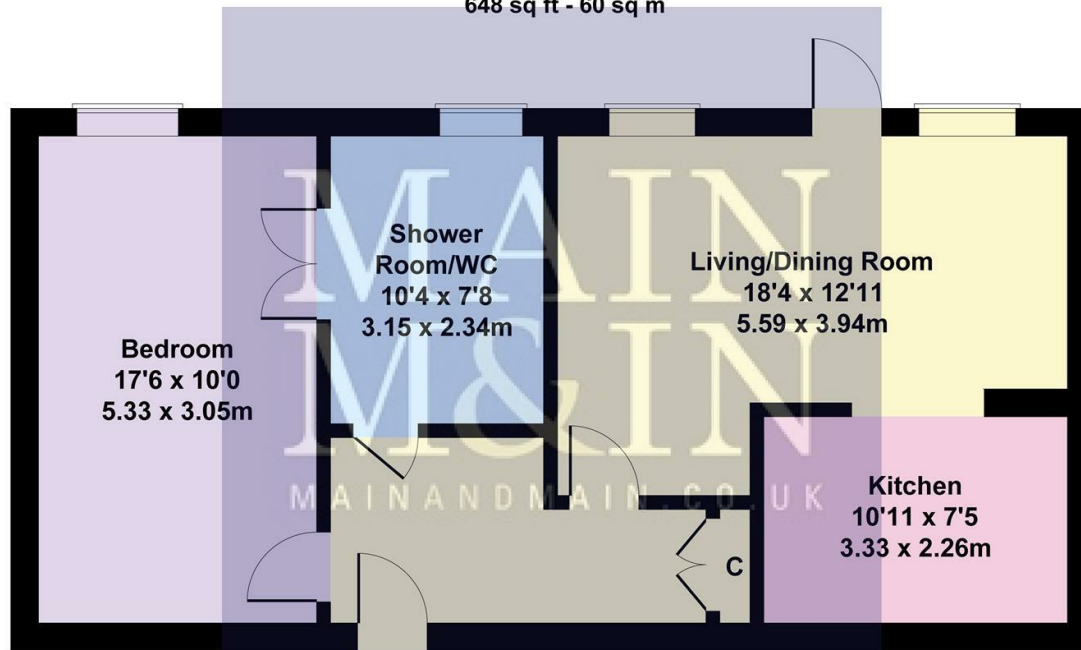 648 sq ft - 60 sq m
Shower
Room/WC
10'4 x 7'8
3.15 x 2.34m
Living/Dining Room
18'4 x 12'11
5.59 x 3.94m
Bedroom
17'6 x 10'0
5.33 x 3.05m
Kitchen
10'11 x 7'5
3.33 x 2.26m
C
MAIN
M&IN
MAINANDMAIN.CO.UK